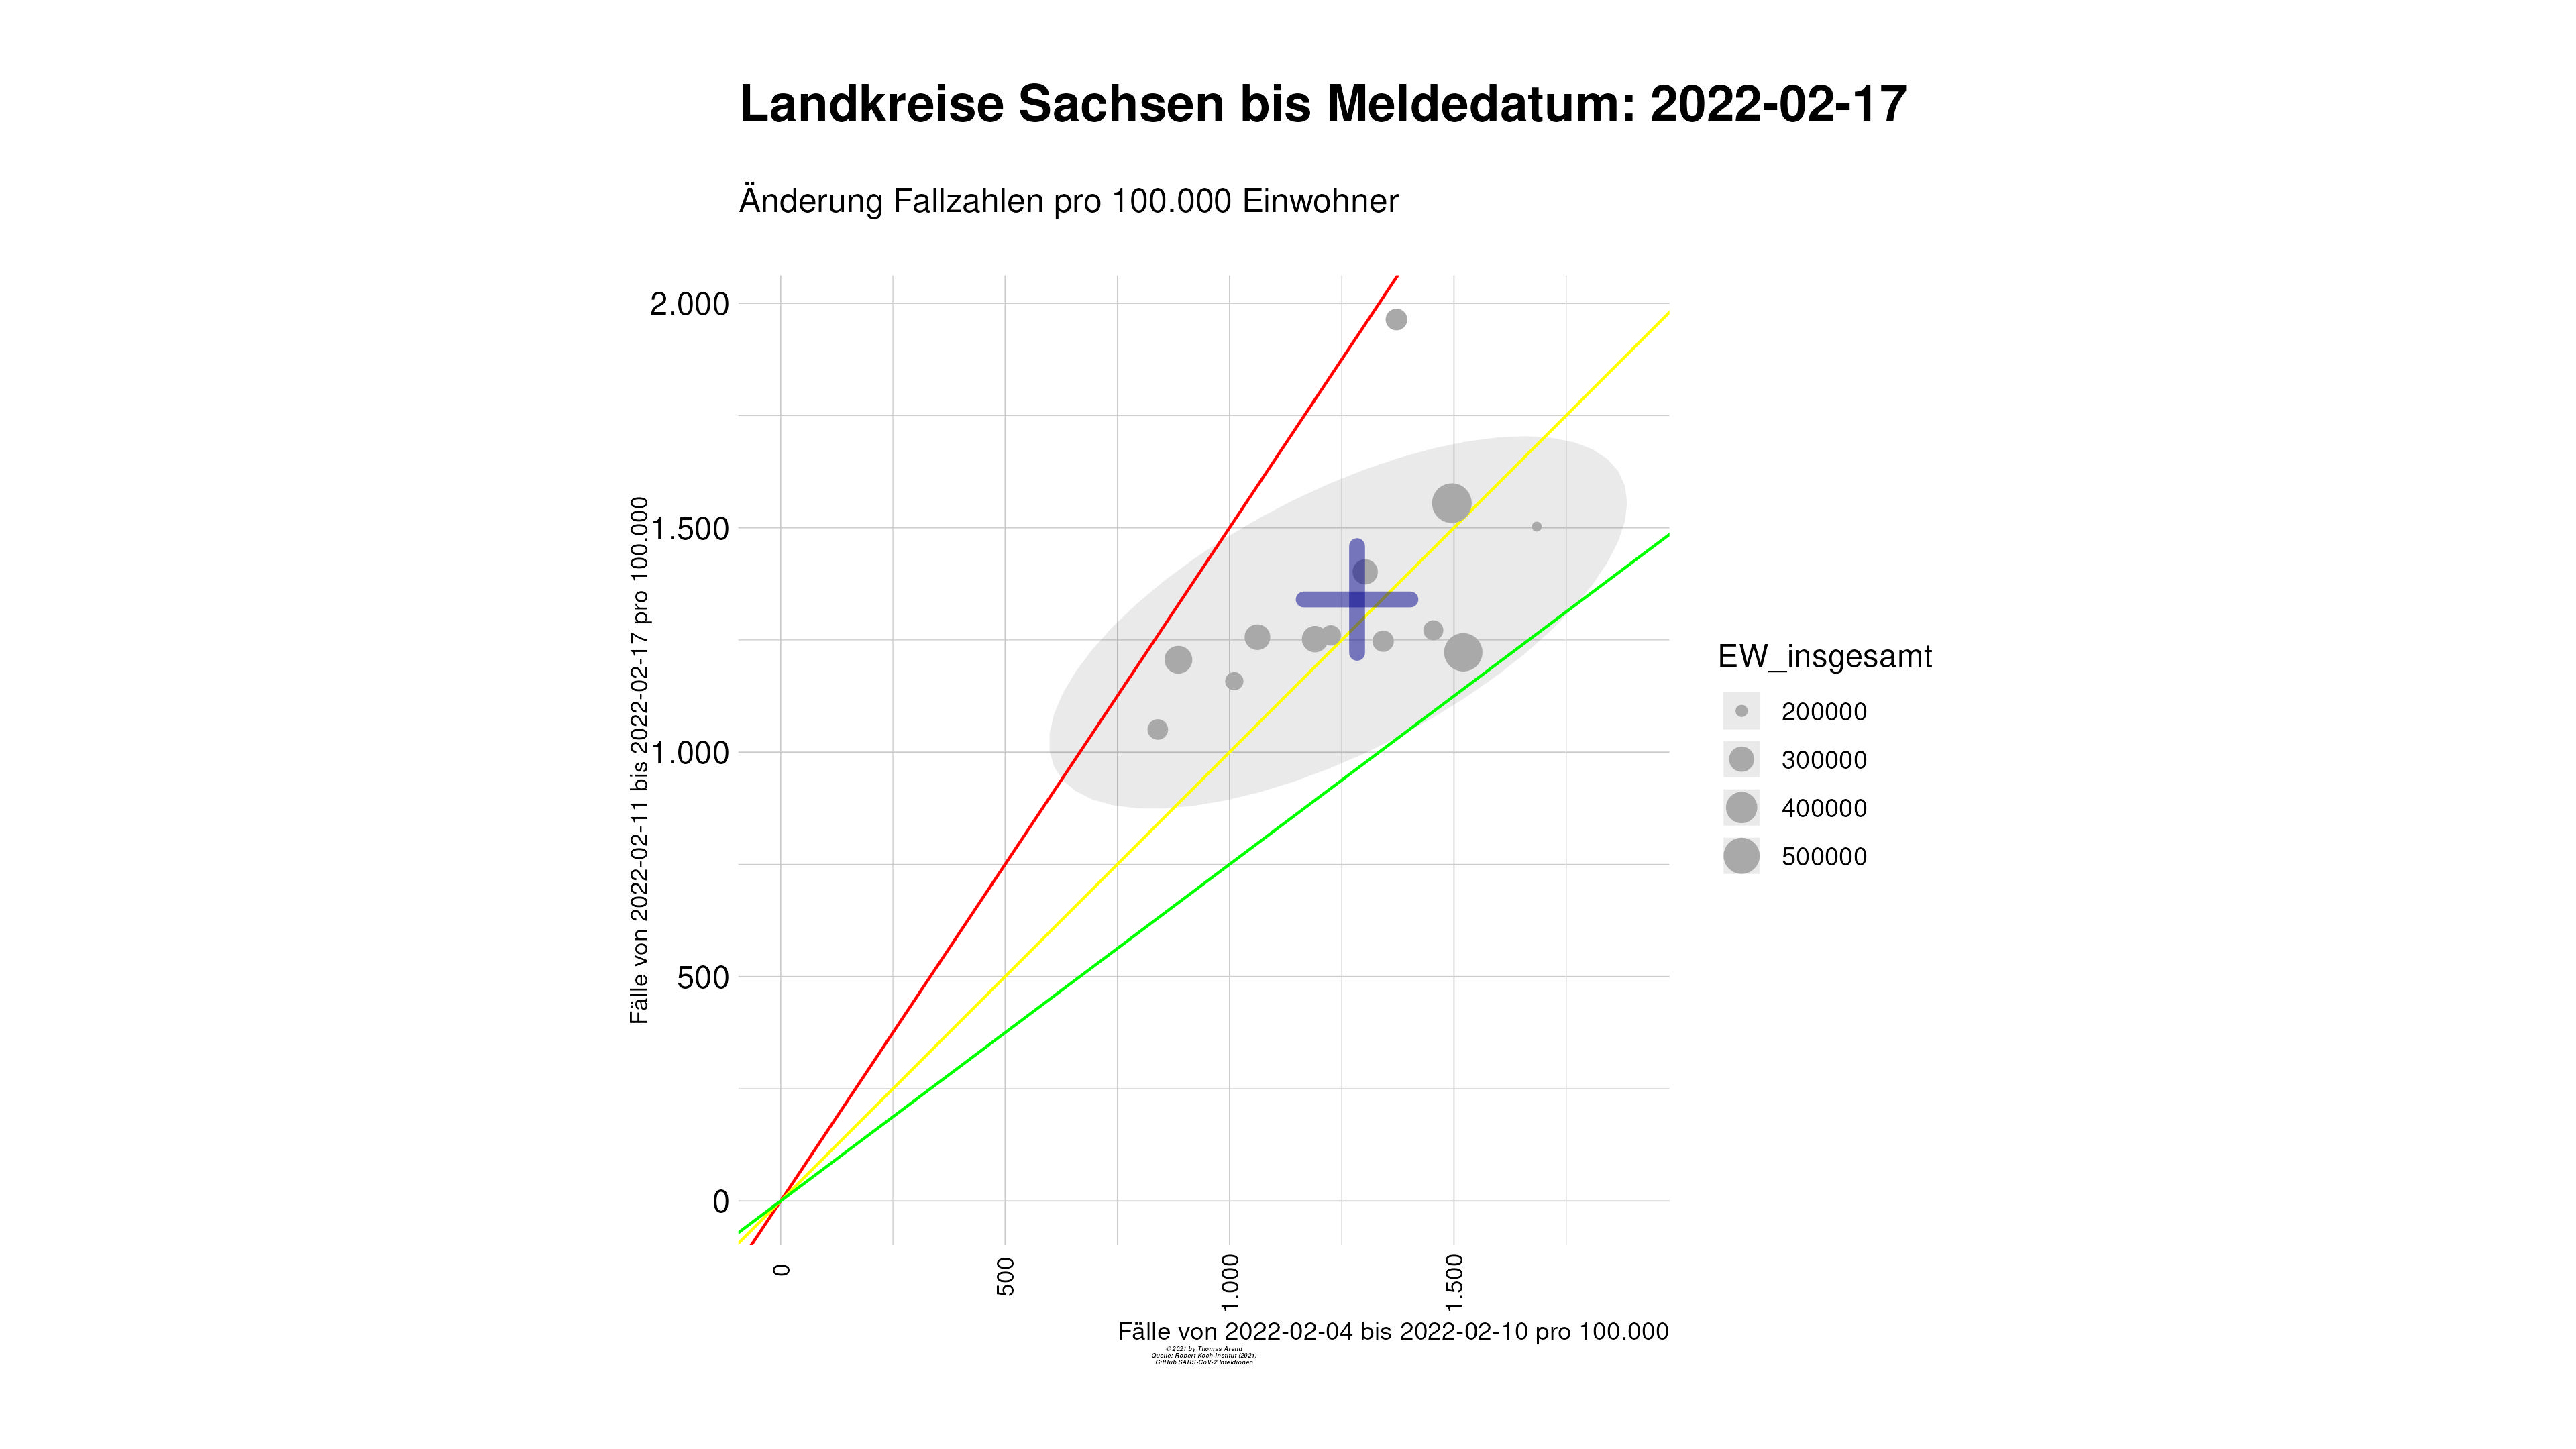 Landkreise Sachsen bis Meldedatum: 2022-02-17
Änderung Fallzahlen pro 100.000 Einwohner
Fälle von 2022-02-11 bis 2022-02-17 pro 100.000
2.000
1.500
1.000
500
0
0
500
1.000
1.500
Fälle von 2022-02-04 bis 2022-02-10 pro 100.000
EW_insgesamt
200000
300000
400000
500000
© 2021 by Thomas Arend
Quelle: Robert Koch-Institut (2021)
GitHub SARS-CoV-2 Infektionen